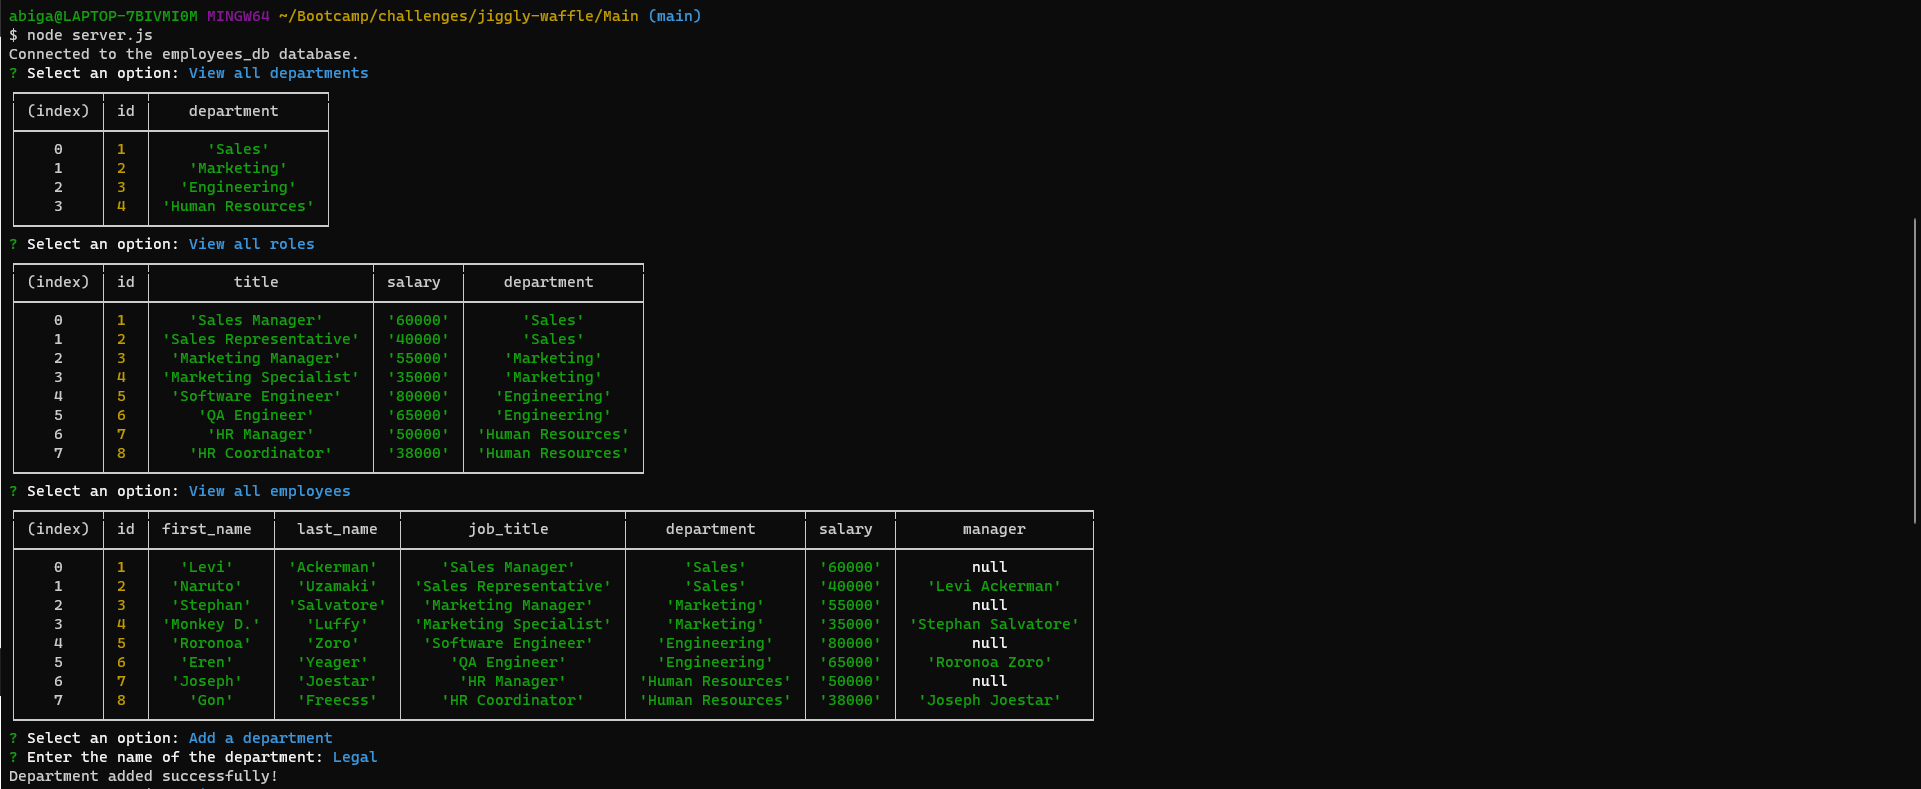 abiga@LAPTOP-7BIVMI0M MINGW64 ~/Bootcamp/challenges/jiggly-waffle/Main (main)
$ node server.js
Connected to the employees_db database.
? Select an option: View all departments
(index) id department
0 1 'Sales'
1 2 'Marketing'
2 3 'Engineering'
3 4 'Human Resources'
? Select an option: View all roles
(index) id title salary department
0 1 'Sales Manager' '60000' 'Sales'
1 2 'Sales Representative' '40000' 'Sales'
2 3 'Marketing Manager' '55000' 'Marketing'
3 4 'Marketing Specialist' '35000' 'Marketing'
4 5 'Software Engineer' '80000' 'Engineering'
5 6 'QA Engineer' '65000' 'Engineering'
6 7 'HR Manager' '50000' 'Human Resources'
7 8 'HR Coordinator' '38000' 'Human Resources'
? Select an option: View all employees
(index) id first_name last_name job_title department salary manager
0 1 'Levi' 'Ackerman' 'Sales Manager' 'Sales' '60000' null
1 2 'Naruto' 'Uzamaki' 'Sales Representative' 'Sales' '40000' 'Levi Ackerman'
2 3 'Stephan' 'Salvatore' 'Marketing Manager' 'Marketing' '55000' null
3 4 'Monkey D.' 'Luffy' 'Marketing Specialist' 'Marketing' '35000' 'Stephan Salvatore'
4 5 'Roronoa' 'Zoro' 'Software Engineer' 'Engineering' '80000' null
5 6 'Eren' 'Yeager' 'QA Engineer' 'Engineering' '65000' 'Roronoa Zoro'
6 7 'Joseph' 'Joestar' 'HR Manager' 'Human Resources' '50000' null
7 8 'Gon' 'Freecss' 'HR Coordinator' 'Human Resources' '38000' 'Joseph Joestar'
? Select an option: Add a department
? Enter the name of the department: Legal
Department added successfully!